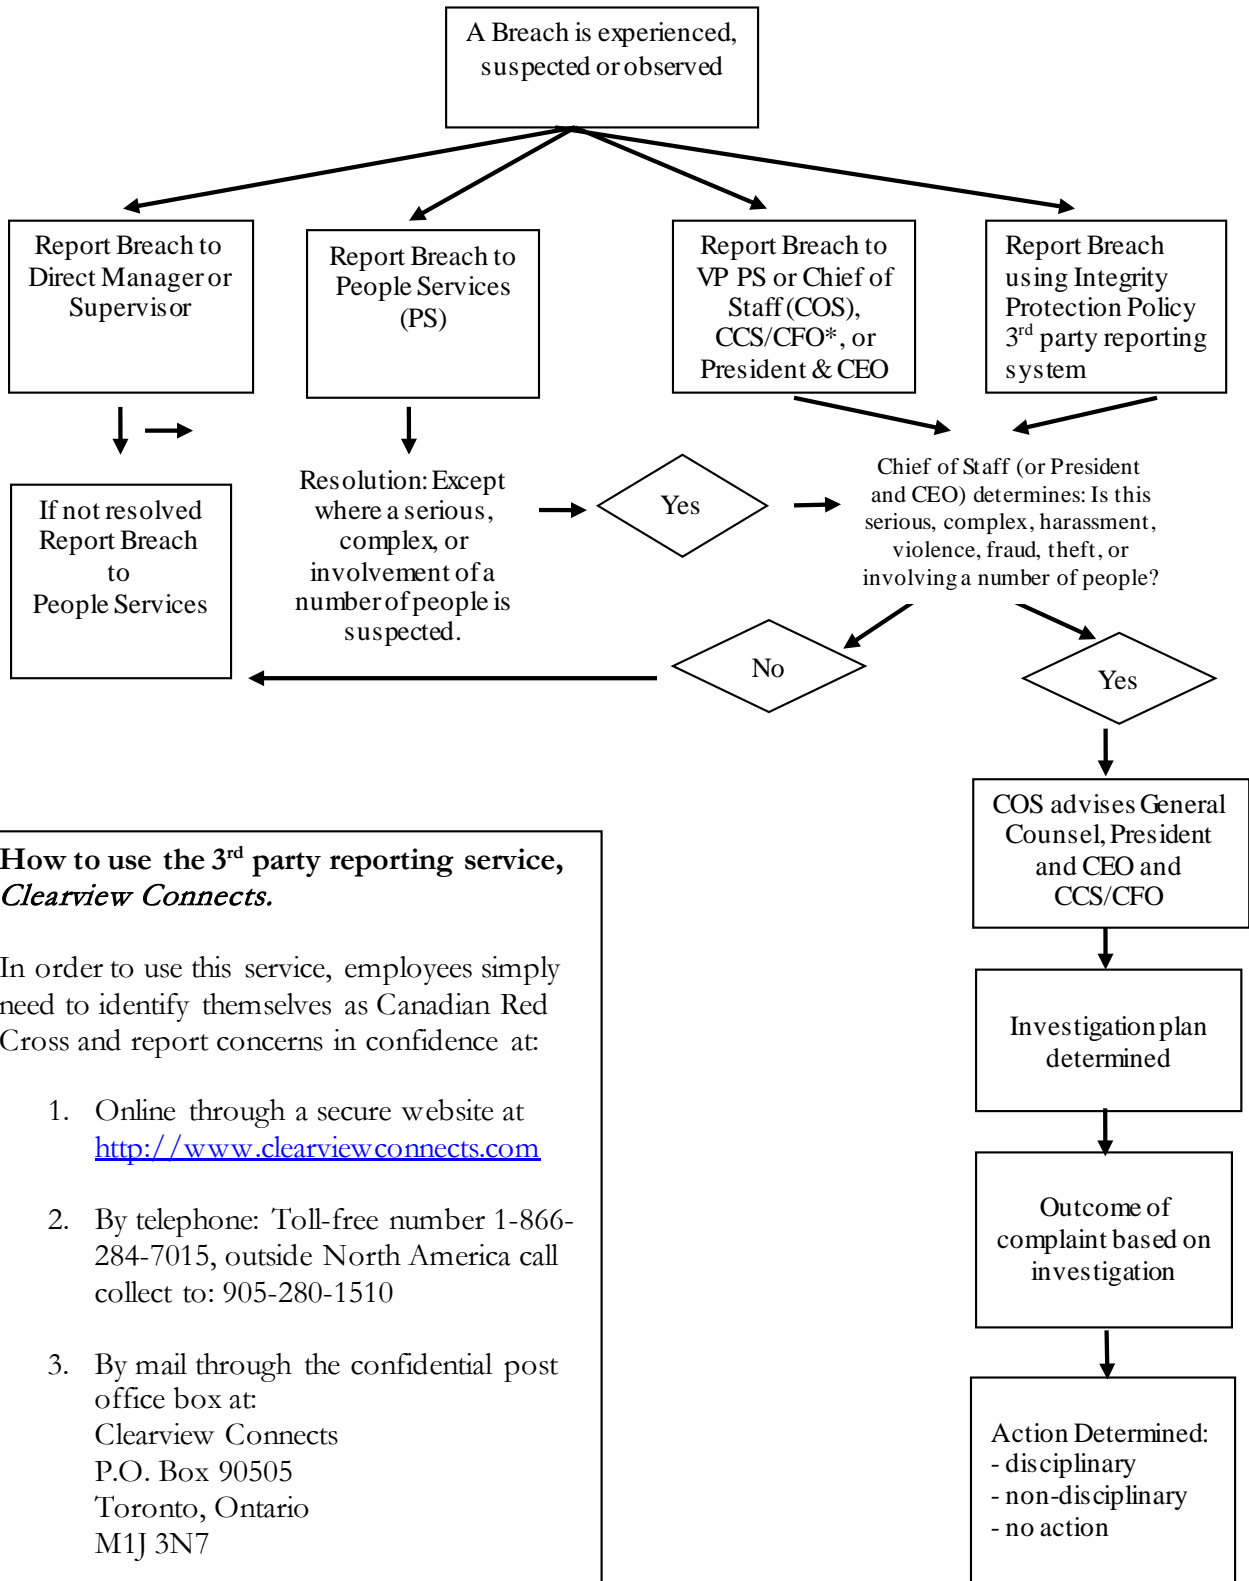 A Breach is experienced,
suspected or observed
Report Breach to
Direct Manager or
Supervisor
Report Breach to
People Services
(PS)
Report Breach to
VP PS or Chief of
Staff (COS),
CCS/CFO*, or
President & CEO
Report Breach
using Integrity
Protection Policy
3rd party reporting
system
If not resolved
Report Breach
to
People Services
Resolution: Except
where a serious,
complex, or
involvement of a
number of people is
suspected.
Yes
Chief of Staff (or President
and CEO) determines: Is this
serious, complex, harassment,
violence, fraud, theft, or
involving a number of people?
No
Yes
COS advises General
Counsel, President
and CEO and
CCS/CFO
Investigation plan
determined
Outcome of
complaint based on
investigation
Action Determined:
- disciplinary
- non-disciplinary
- no action
How to use the 3rd party reporting service,
Clearview Connects.
In order to use this service, employees simply
need to identify themselves as Canadian Red
Cross and report concerns in confidence at:
1. Online through a secure website at
http://www.clearviewconnects.com
2. By telephone: Toll-free number 1-866-
284-7015, outside North America call
collect to: 905-280-1510
3. By mail through the confidential post
office box at:
Clearview Connects
P.O. Box 90505
Toronto, Ontario
M1J 3N7